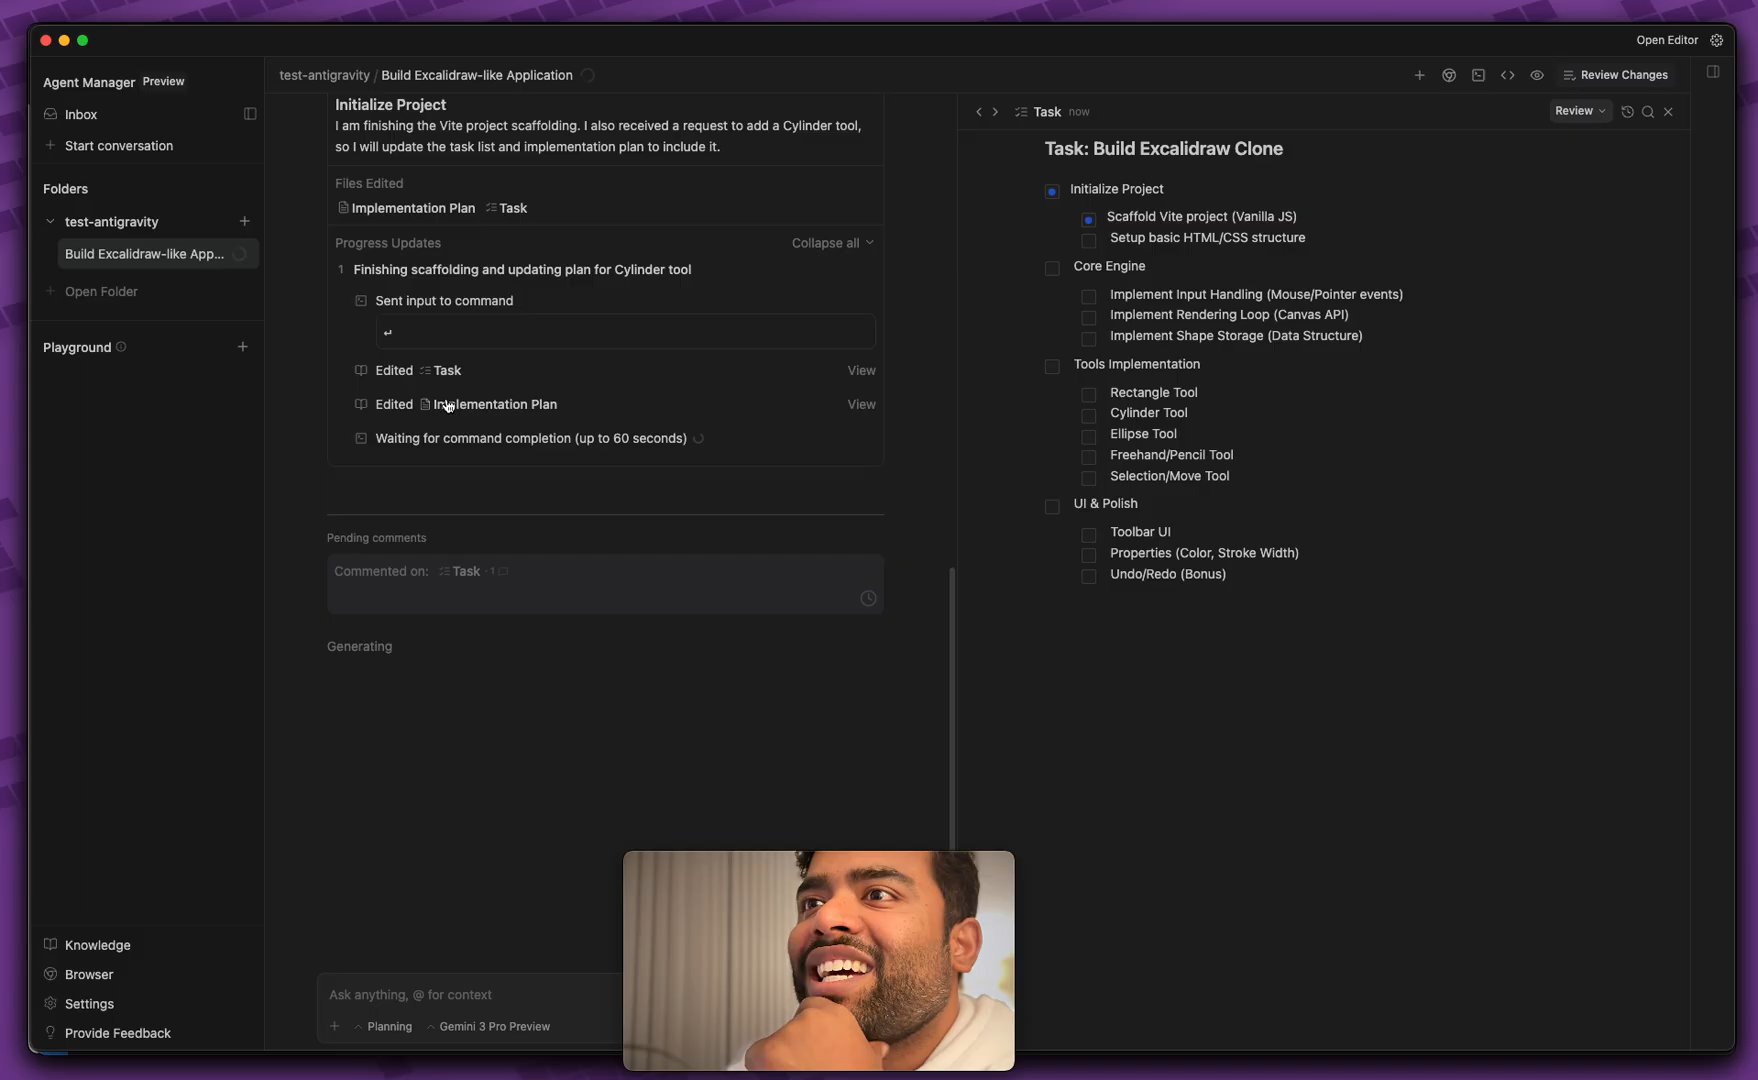 Open Editor
Agent Manager Preview
Inbox
Start conversation
Folders
test-antigravity
Build Excalidraw-like App...
Open Folder
Playground
Knowledge
Browser
Settings
Provide Feedback
test-antigravity / Build Excalidraw-like Application
Review Changes
Initialize Project
I am finishing the Vite project scaffolding. I also received a request to add a Cylinder tool,
so I will update the task list and implementation plan to include it.
Files Edited
Implementation Plan Task
Progress Updates Collapse all
1 Finishing scaffolding and updating plan for Cylinder tool
Sent input to command
↵
Edited Task View
Edited Implementation Plan View
Waiting for command completion (up to 60 seconds)
Pending comments
Commented on: Task · 1
Generating
Ask anything, @ for context
Planning Gemini 3 Pro Preview
Task now Review
Task: Build Excalidraw Clone
Initialize Project
Scaffold Vite project (Vanilla JS)
Setup basic HTML/CSS structure
Core Engine
Implement Input Handling (Mouse/Pointer events)
Implement Rendering Loop (Canvas API)
Implement Shape Storage (Data Structure)
Tools Implementation
Rectangle Tool
Cylinder Tool
Ellipse Tool
Freehand/Pencil Tool
Selection/Move Tool
UI & Polish
Toolbar UI
Properties (Color, Stroke Width)
Undo/Redo (Bonus)